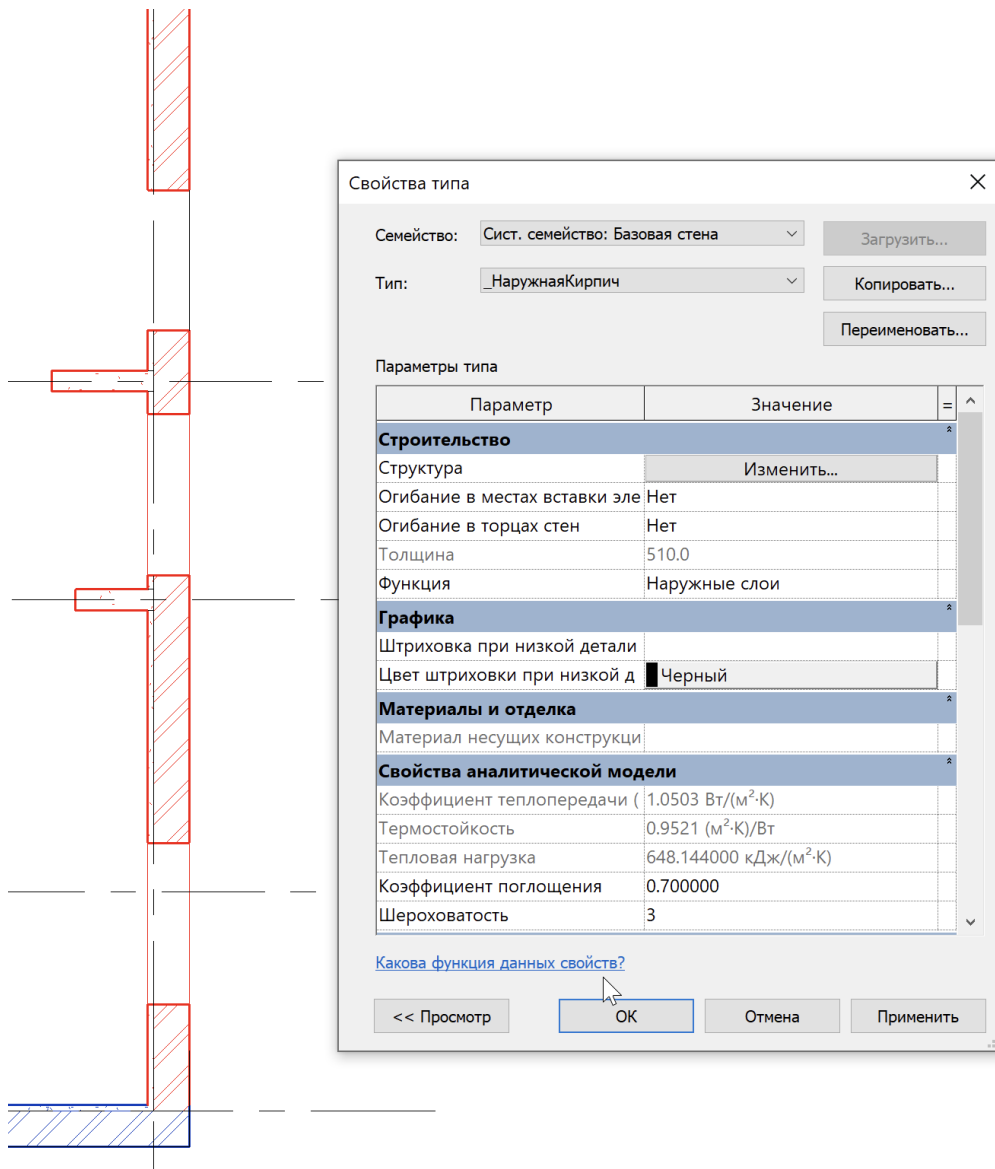 Свойства типа
Семейство: Сист. семейство: Базовая стена Загрузить...
Тип: _НаружнаяКирпич Копировать...
Переименовать...
Параметры типа
Параметр Значение =
Строительство
Структура Изменить...
Огибание в местах вставки эле Нет
Огибание в торцах стен Нет
Толщина 510.0
Функция Наружные слои
Графика
Штриховка при низкой детали
Цвет штриховки при низкой д Черный
Материалы и отделка
Материал несущих конструкци
Свойства аналитической модели
Коэффициент теплопередачи ( 1.0503 Вт/(м²·К)
Термостойкость 0.9521 (м²·К)/Вт
Тепловая нагрузка 648.144000 кДж/(м²·К)
Коэффициент поглощения 0.700000
Шероховатость 3
Какова функция данных свойств?
<< Просмотр ОК Отмена Применить